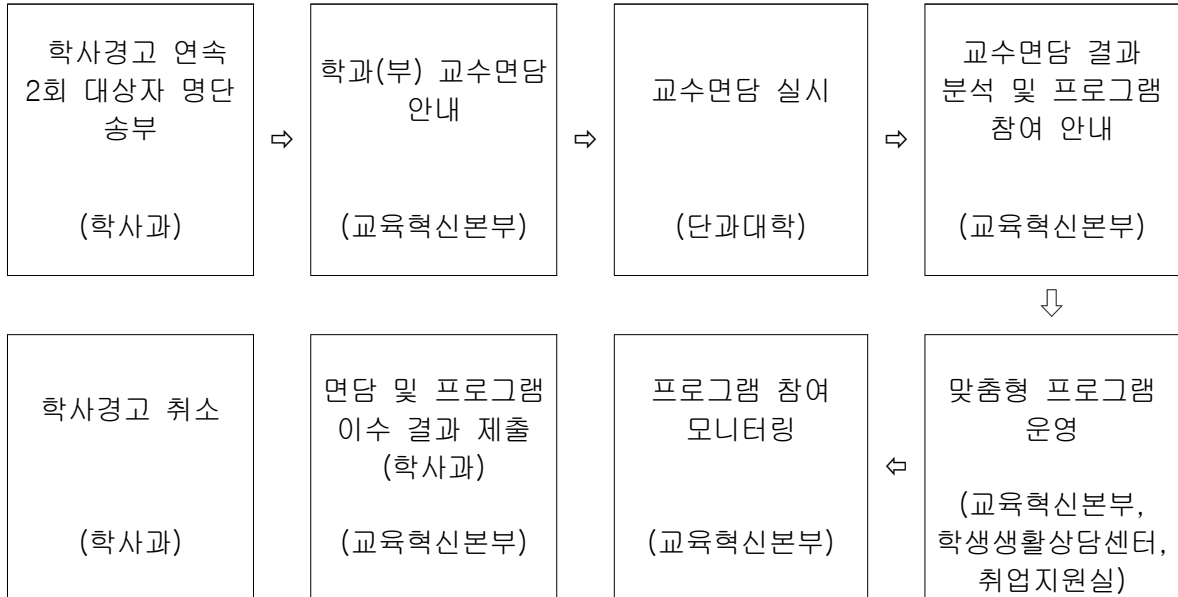 학사경고 연속
2회 대상자 명단
송부
(학사과)
⇨
학과(부) 교수면담
안내
(교육혁신본부)
⇨
교수면담 실시
(단과대학)
⇨
교수면담 결과
분석 및 프로그램
참여 안내
(교육혁신본부)
⇩
맞춤형 프로그램
운영
(교육혁신본부,
학생생활상담센터,
취업지원실)
⇦
프로그램 참여
모니터링
(교육혁신본부)
면담 및 프로그램
이수 결과 제출
(학사과)
(교육혁신본부)
학사경고 취소
(학사과)